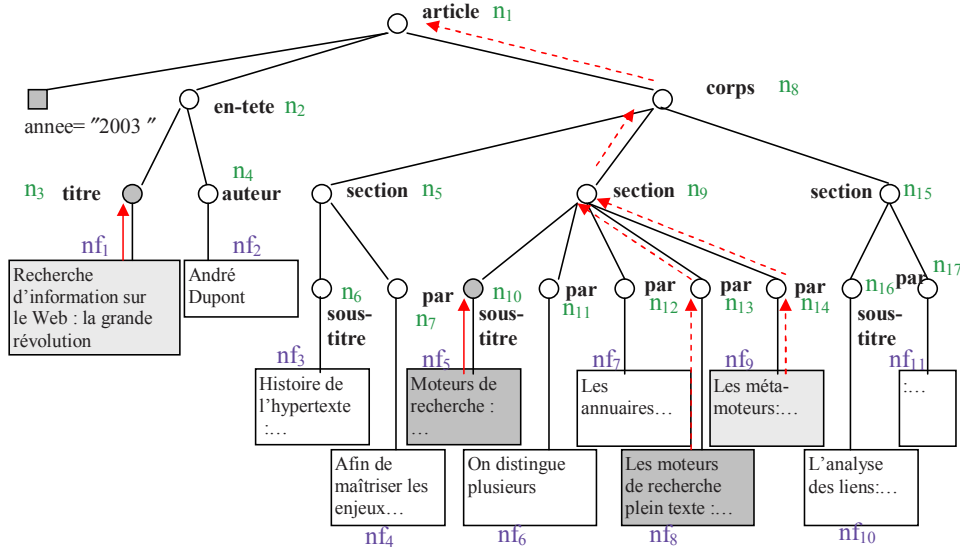 article n1
corps n8
annee= ″2003 ″
en-tete n2
n3 titre
n4
auteur
section n5
section n9
section n15
nf1
nf2
Recherche
d’information sur
le Web : la grande
révolution
André
Dupont
n6
sous-
titre
par
n7
n10
sous-
titre
par
n11
par
n12
par
n13
par
n14
n16
sous-
titre
par
n17
nf3
nf5
nf7
nf9
nf11
Histoire de
l’hypertexte
:…
Moteurs de
recherche :
…
Les
annuaires…
Les méta-
moteurs:…
:…
Afin de
maîtriser les
enjeux…
On distingue
plusieurs
Les moteurs
de recherche
plein texte :…
L’analyse
des liens:…
nf4
nf6
nf8
nf10